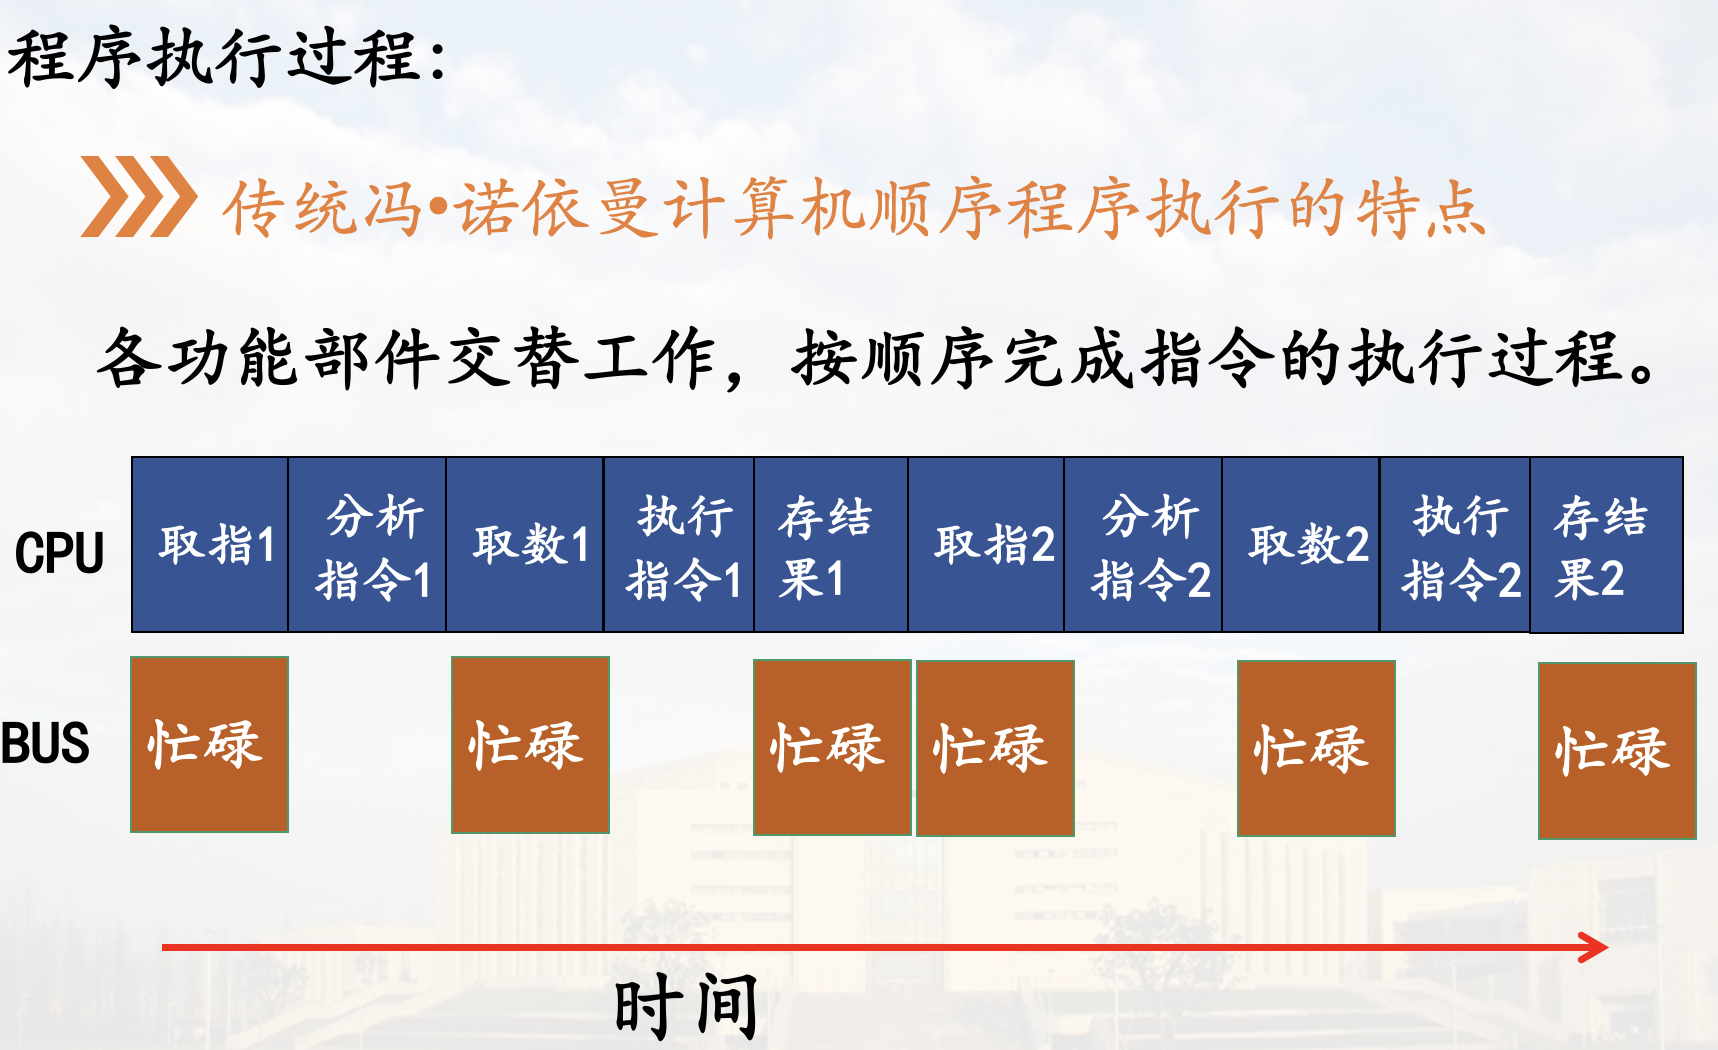 程序执行过程：
传统冯•诺依曼计算机顺序程序执行的特点
各功能部件交替工作，按顺序完成指令的执行过程。
CPU
取指1
分析
指令1
取数1
执行
指令1
存结
果1
取指2
分析
指令2
取数2
执行
指令2
存结
果2
BUS
忙碌
忙碌
忙碌
忙碌
忙碌
忙碌
时间